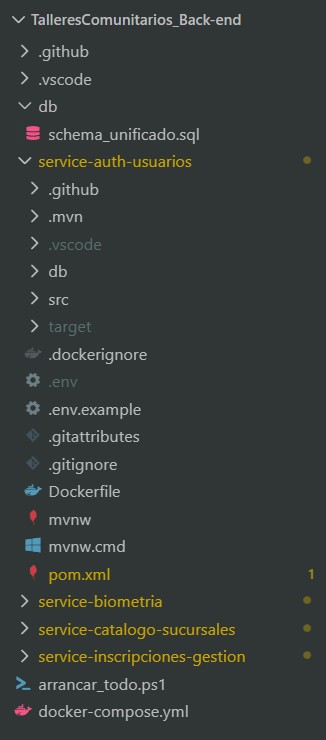 TalleresComunitarios_Back-end
.github
.vscode
db
schema_unificado.sql
service-auth-usuarios
.github
.mvn
.vscode
db
src
target
.dockerignore
.env
.env.example
.gitattributes
.gitignore
Dockerfile
mvnw
mvnw.cmd
pom.xml 1
service-biometria
service-catalogo-sucursales
service-inscripciones-gestion
arrancar_todo.ps1
docker-compose.yml